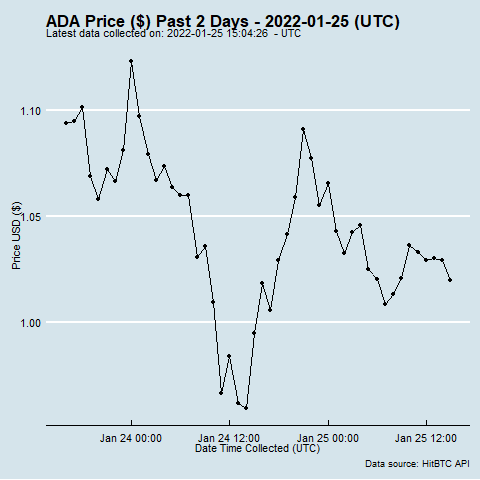 ADA Price ($) Past 2 Days - 2022-01-25 (UTC)
Latest data collected on: 2022-01-25 15:04:26  - UTC
1.10
1.05
1.00
Price USD ($)
Jan 24 00:00
Jan 24 12:00
Jan 25 00:00
Jan 25 12:00
Date Time Collected (UTC)
Data source: HitBTC API